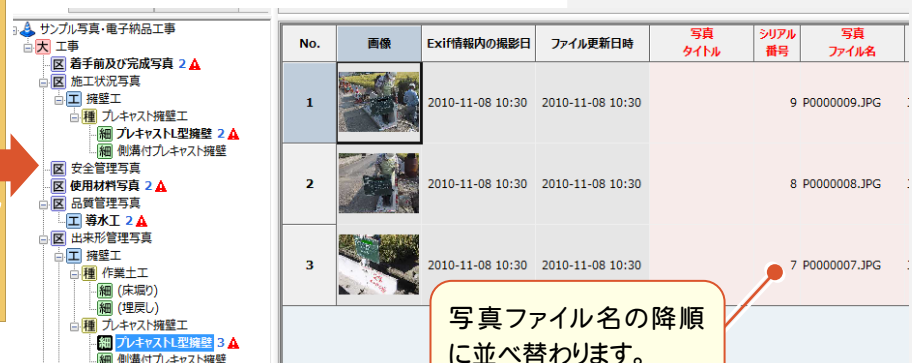 サンプル写真・電子納品工事
大 工事
区 着手前及び完成写真 2
区 施工状況写真
工 擁壁工
種 プレキャスト擁壁工
細 プレキャストL型擁壁 2
細 側溝付プレキャスト擁壁
区 安全管理写真
区 使用材料写真 2
区 品質管理写真
工 導水工 2
区 出来形管理写真
工 擁壁工
種 作業土工
細 (床堀り)
細 (埋戻し)
種 プレキャスト擁壁工
細 プレキャストL型擁壁 3
細 側溝付プレキャスト擁壁
No. 画像 Exif情報内の撮影日 ファイル更新日時 写真タイトル シリアル番号 写真ファイル名
1 2010-11-08 10:30 2010-11-08 10:30 9 P0000009.JPG
2 2010-11-08 10:30 2010-11-08 10:30 8 P0000008.JPG
3 2010-11-08 10:30 2010-11-08 10:30 7 P0000007.JPG
写真ファイル名の降順
に並べ替わります。